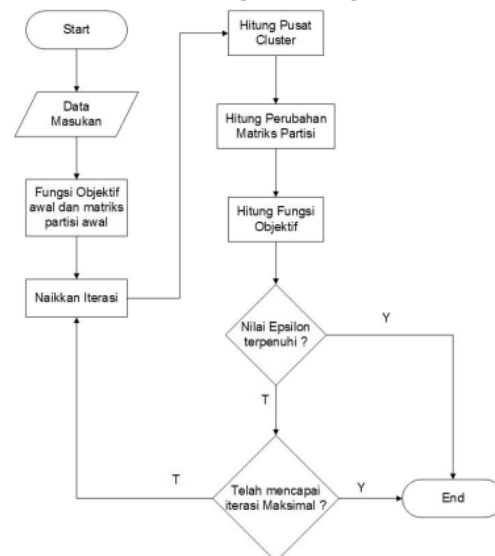 Start
Data
Masukan
Fungsi Objektif
awal dan matriks
partisi awal
Naikkan Iterasi
Hitung Pusat
Cluster
Hitung Perubahan
Matriks Partisi
Hitung Fungsi
Objektif
Nilai Epsilon
terpenuhi ?
Y
T
Telah mencapai
iterasi Maksimal ?
T
Y
End